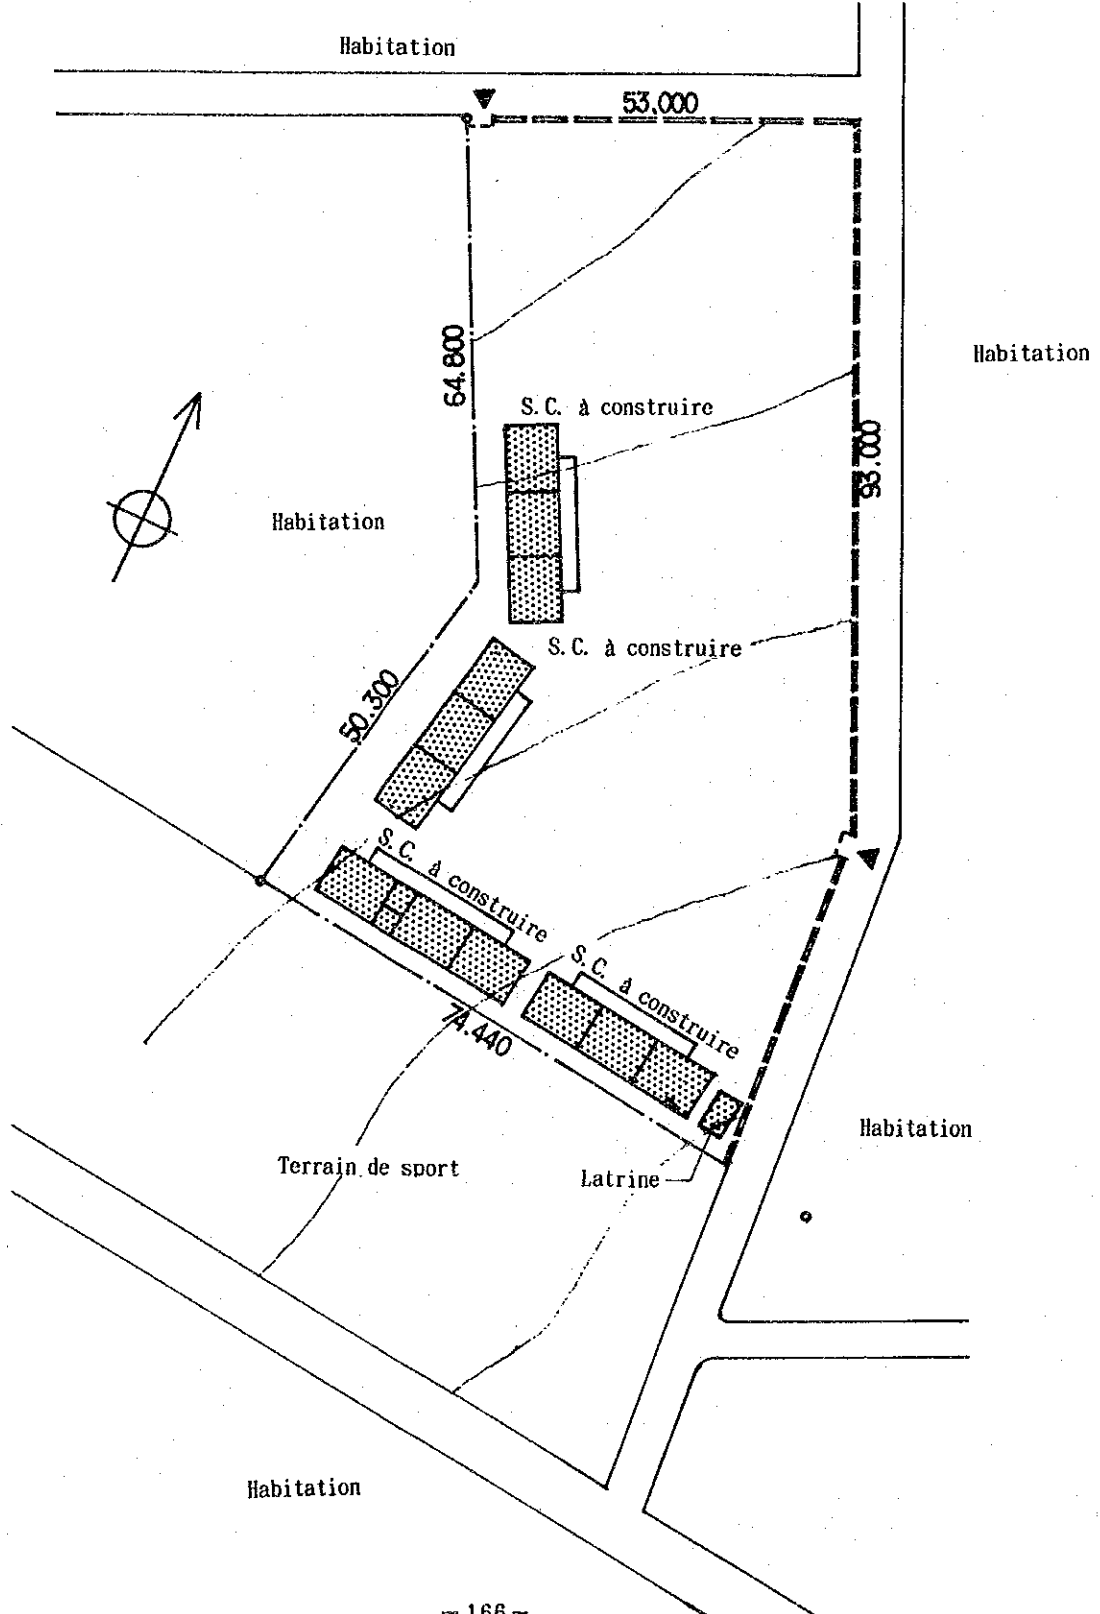 Habitation
53.000
64.800
Habitation
S.C. à construire
93.000
Habitation
S.C. à construire
50.300
S.C. à construire
S.C. à construire
74.440
Habitation
Terrain de sport
Latrine
Habitation
-166-